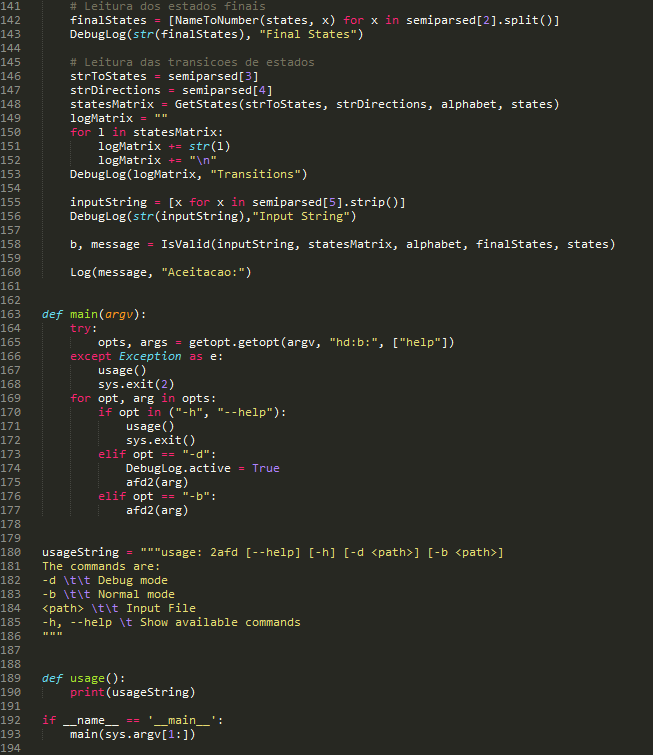 141 # Leitura dos estados finais
142 finalStates = [NameToNumber(states, x) for x in semiparsed[2].split()]
143 DebugLog(str(finalStates), "Final States")
144
145 # Leitura das transicoes de estados
146 strToStates = semiparsed[3]
147 strDirections = semiparsed[4]
148 statesMatrix = GetStates(strToStates, strDirections, alphabet, states)
149 logMatrix = ""
150 for l in statesMatrix:
151 logMatrix += str(l)
152 logMatrix += "\n"
153 DebugLog(logMatrix, "Transitions")
154
155 inputString = [x for x in semiparsed[5].strip()]
156 DebugLog(str(inputString),"Input String")
157
158 b, message = IsValid(inputString, statesMatrix, alphabet, finalStates, states)
159
160 Log(message, "Aceitacao:")
161
162
163 def main(argv):
164 try:
165 opts, args = getopt.getopt(argv, "hd:b:", ["help"])
166 except Exception as e:
167 usage()
168 sys.exit(2)
169 for opt, arg in opts:
170 if opt in ("-h", "--help"):
171 usage()
172 sys.exit()
173 elif opt == "-d":
174 DebugLog.active = True
175 afd2(arg)
176 elif opt == "-b":
177 afd2(arg)
178
179
180 usageString = """usage: 2afd [--help] [-h] [-d <path>] [-b <path>]
181 The commands are:
182 -d \t\t Debug mode
183 -b \t\t Normal mode
184 <path> \t\t Input File
185 -h, --help \t Show available commands
186 """
187
188
189 def usage():
190 print(usageString)
191
192 if __name__ == '__main__':
193 main(sys.argv[1:])
194